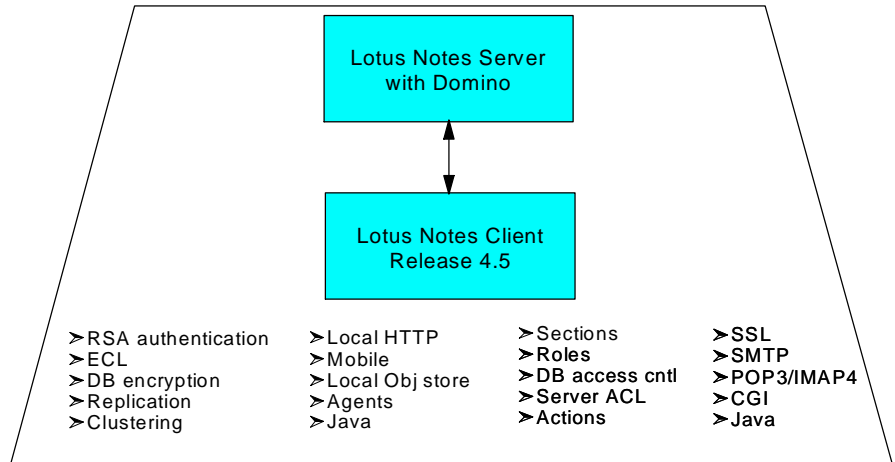 Lotus Notes Server
with Domino
Lotus Notes Client
Release 4.5
➢RSA authentication
➢ECL
➢DB encryption
➢Replication
➢Clustering
➢Local HTTP
➢Mobile
➢Local Obj store
➢Agents
➢Java
➢Sections
➢Roles
➢DB access cntl
➢Server ACL
➢Actions
➢SSL
➢SMTP
➢POP3/IMAP4
➢CGI
➢Java